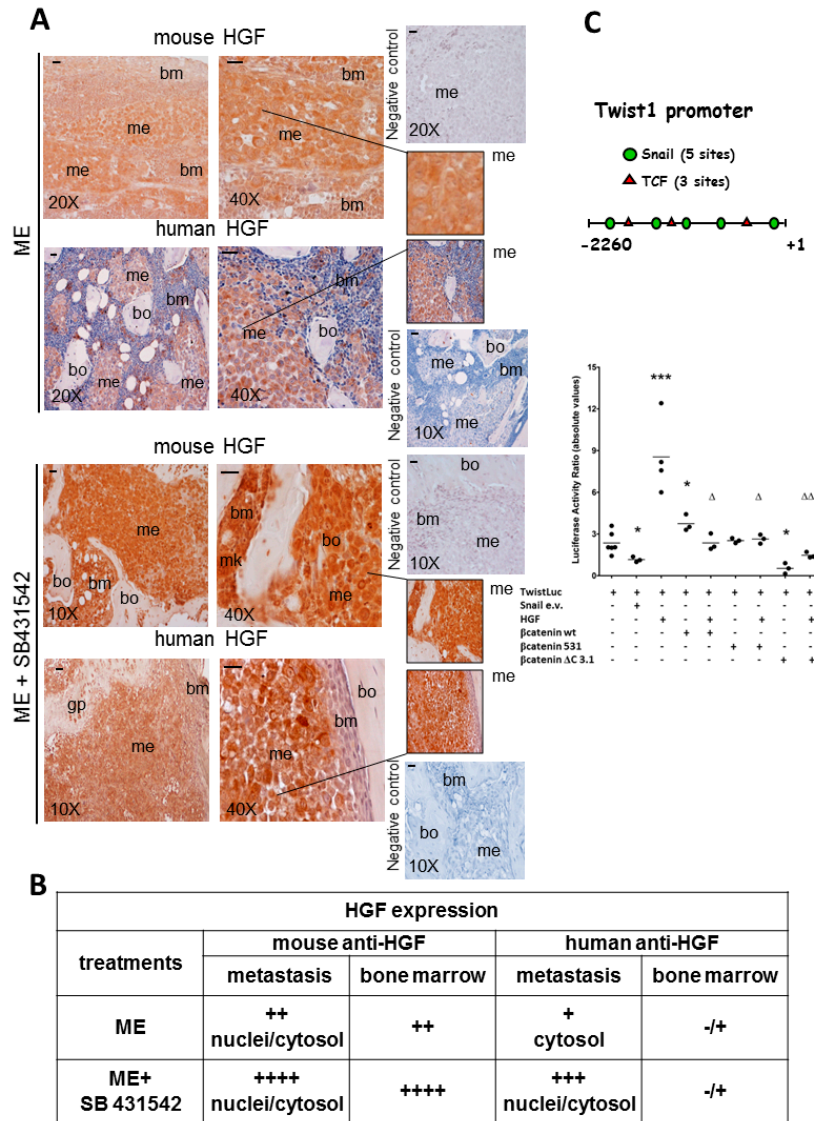 A
mouse HGF
ME
bm
me
me
bm
20X
bm
me
bm
40X
Negative control
me
20X
me
human HGF
me
bm
bo
bo
me
me
20X
bm
me
bo
40X
me
Negative control
bo
me
bm
me
10X
mouse HGF
ME + SB431542
me
bo
bm
bo
10X
bm
bo
mk
me
40X
Negative control
bo
bm
me
10X
me
human HGF
bm
gp
me
10X
bo
bm
me
40X
me
Negative control
bm
bo
me
10X
C
Twist1 promoter
Snail (5 sites)
TCF (3 sites)
-2260 +1
Luciferase Activity Ratio (absolute values)
15
12
9
6
3
0
* *** * Δ Δ * ΔΔ
TwistLuc + + + + + + + + +
Snail e.v. - + - - - - - - -
HGF - - + - + - + - +
βcatenin wt - - - + + - - - -
βcatenin 531 - - - - - + + - -
βcatenin ΔC 3.1 - - - - - - - + +
B
HGF expression
treatments mouse anti-HGF human anti-HGF
metastasis bone marrow metastasis bone marrow
ME ++ nuclei/cytosol ++ + cytosol -/+
ME+ SB 431542 ++++ nuclei/cytosol ++++ +++ nuclei/cytosol -/+